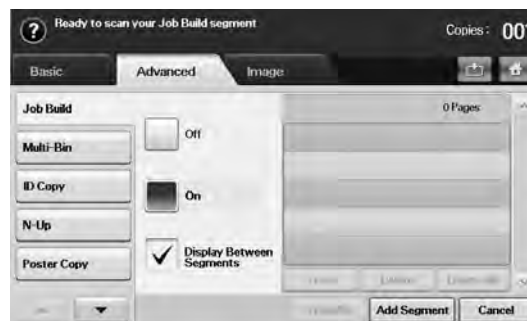 Ready to scan your Job Build segment
Copies: 001
Basic
Advanced
Image
Job Build
Multi-Bin
ID Copy
N-Up
Poster Copy
Off
On
Display Between
Segments
0 Pages
Add Segment
Cancel